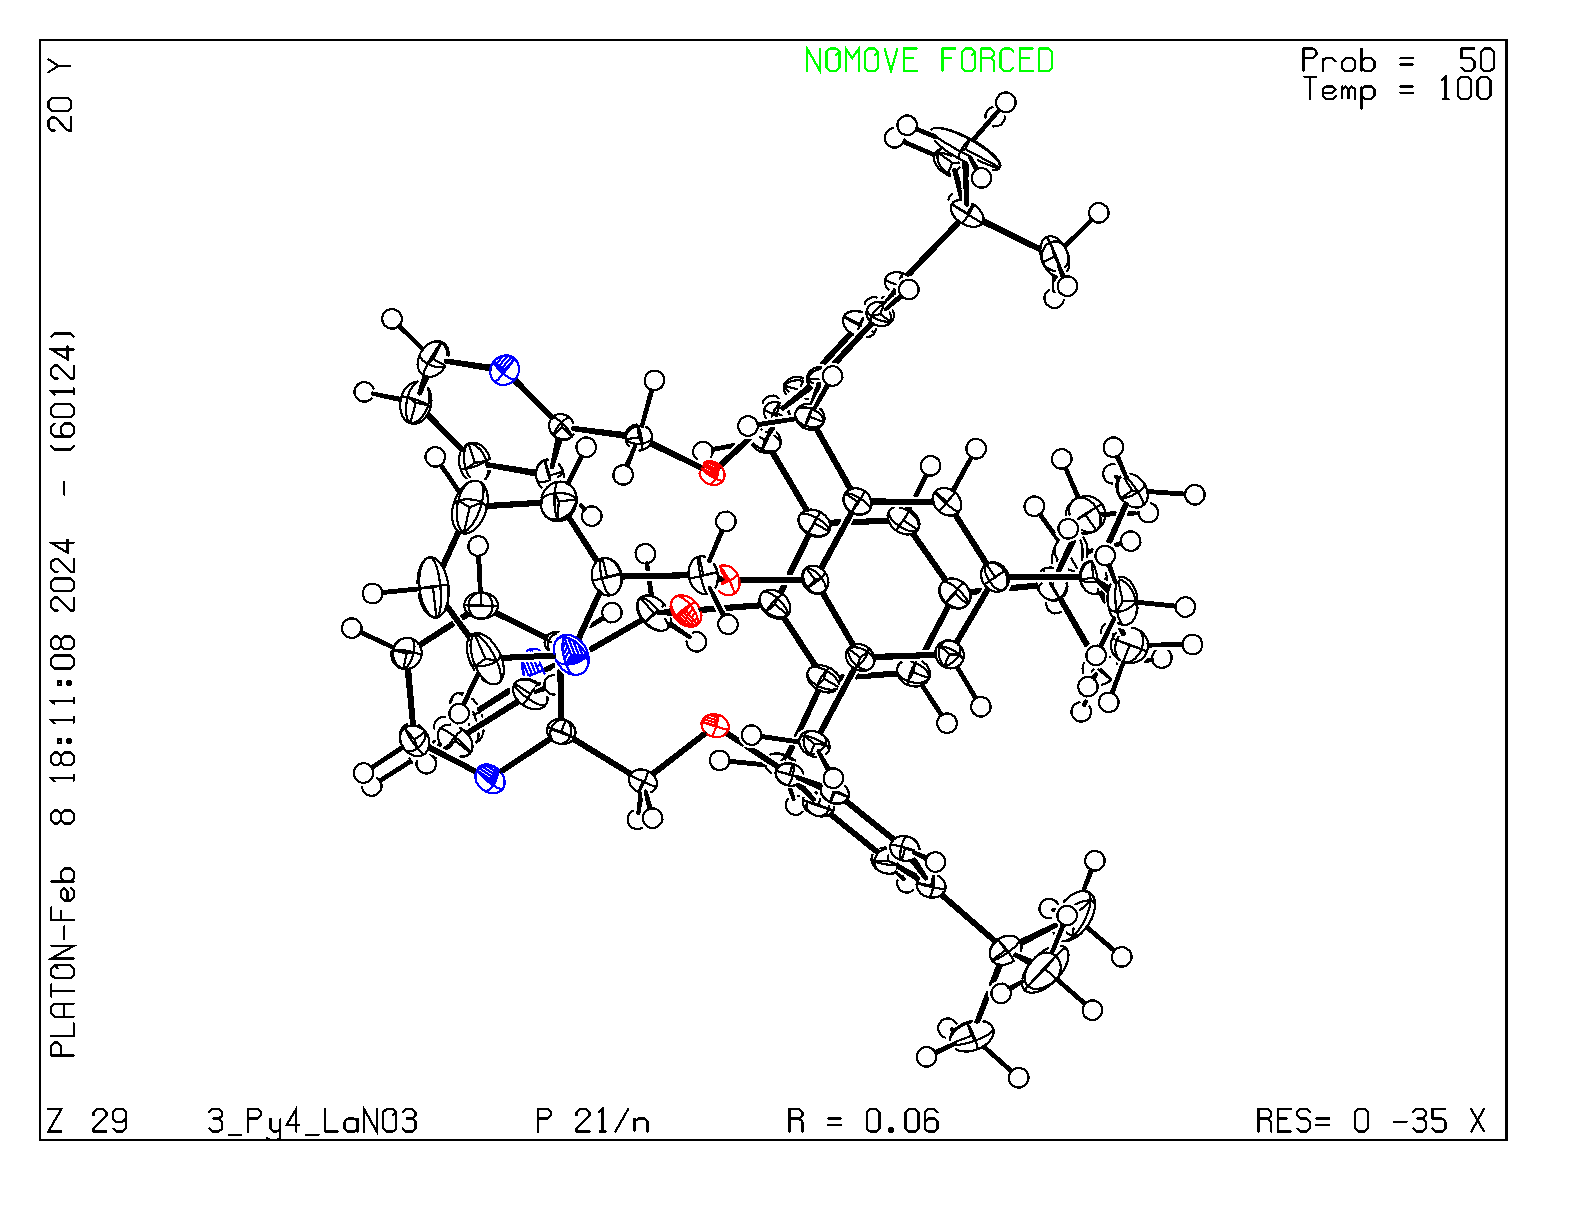 NOMOVE FORCED
Prob = 50
Temp = 100
PLATON-Feb 8 18:11:08 2024 - (60124) 20 Y
Z 29 3_Py4_LaNO3 P 21/n R = 0.06 RES= 0 -35 X